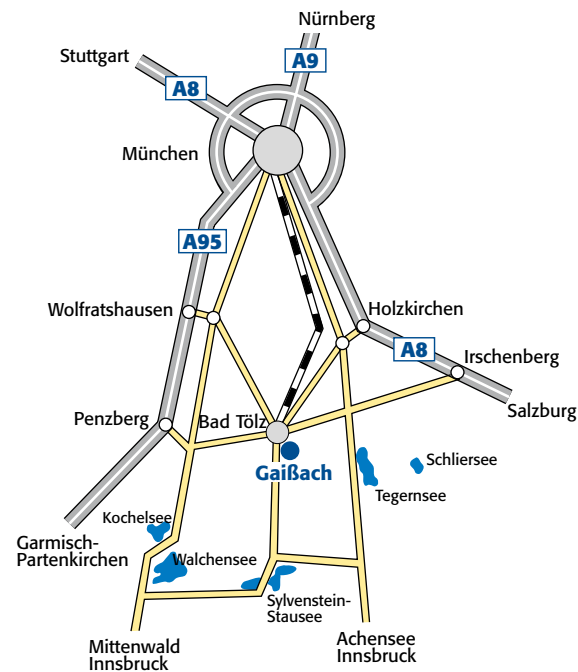 Nürnberg
Stuttgart
A9
A8
München
A95
Wolfratshausen
Holzkirchen
A8
Irschenberg
Salzburg
Penzberg
Bad Tölz
Gaißach
Schliersee
Tegernsee
Kochelsee
Garmisch-
Partenkirchen
Walchensee
Sylvenstein-
Stausee
Mittenwald
Innsbruck
Achensee
Innsbruck